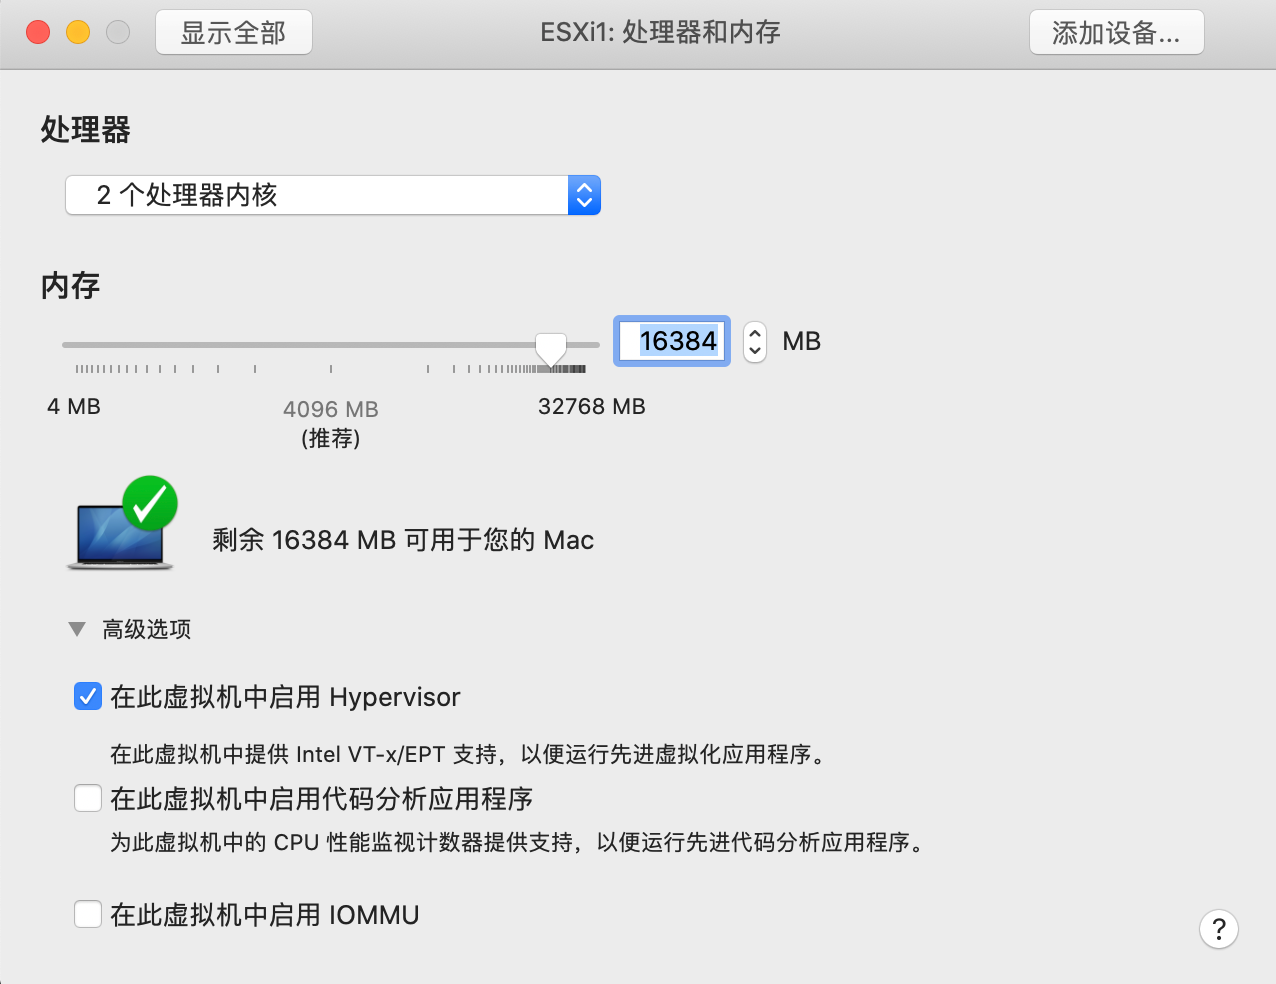 显示全部
ESXi1: 处理器和内存
添加设备...
处理器
2 个处理器内核
内存
16384
MB
4 MB
4096 MB
(推荐)
32768 MB
剩余 16384 MB 可用于您的 Mac
高级选项
在此虚拟机中启用 Hypervisor
在此虚拟机中提供 Intel VT-x/EPT 支持，以便运行先进虚拟化应用程序。
在此虚拟机中启用代码分析应用程序
为此虚拟机中的 CPU 性能监视计数器提供支持，以便运行先进代码分析应用程序。
在此虚拟机中启用 IOMMU
?